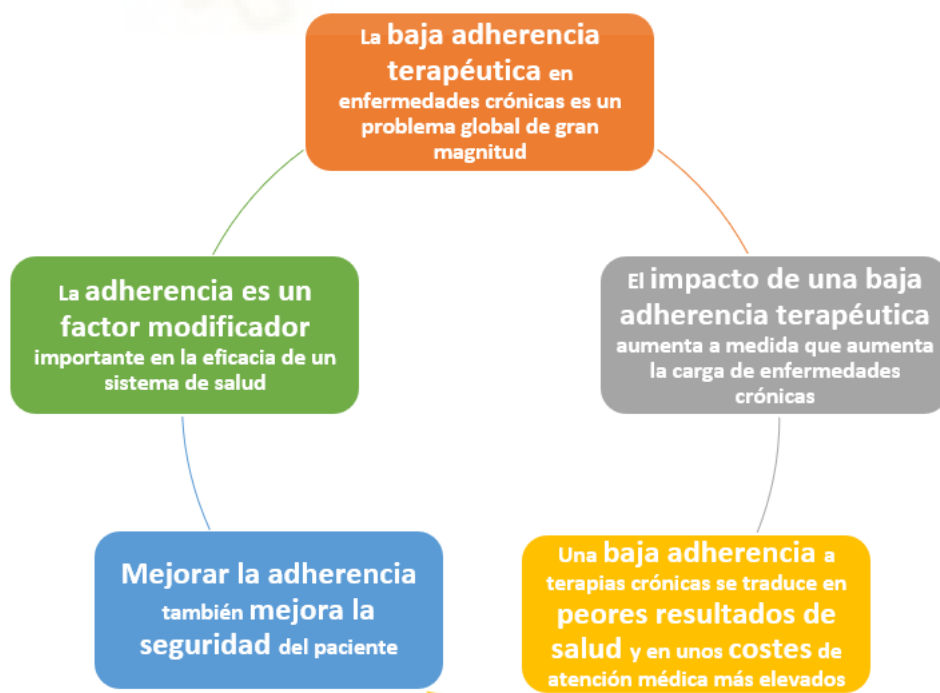 La baja adherencia
terapéutica en
enfermedades crónicas es un
problema global de gran
magnitud
La adherencia es un
factor modificador
importante en la eficacia de un
sistema de salud
El impacto de una baja
adherencia terapéutica
aumenta a medida que aumenta
la carga de enfermedades
crónicas
Mejorar la adherencia
también mejora la
seguridad del paciente
Una baja adherencia a
terapias crónicas se traduce en
peores resultados de
salud y en unos costes de
atención médica más elevados